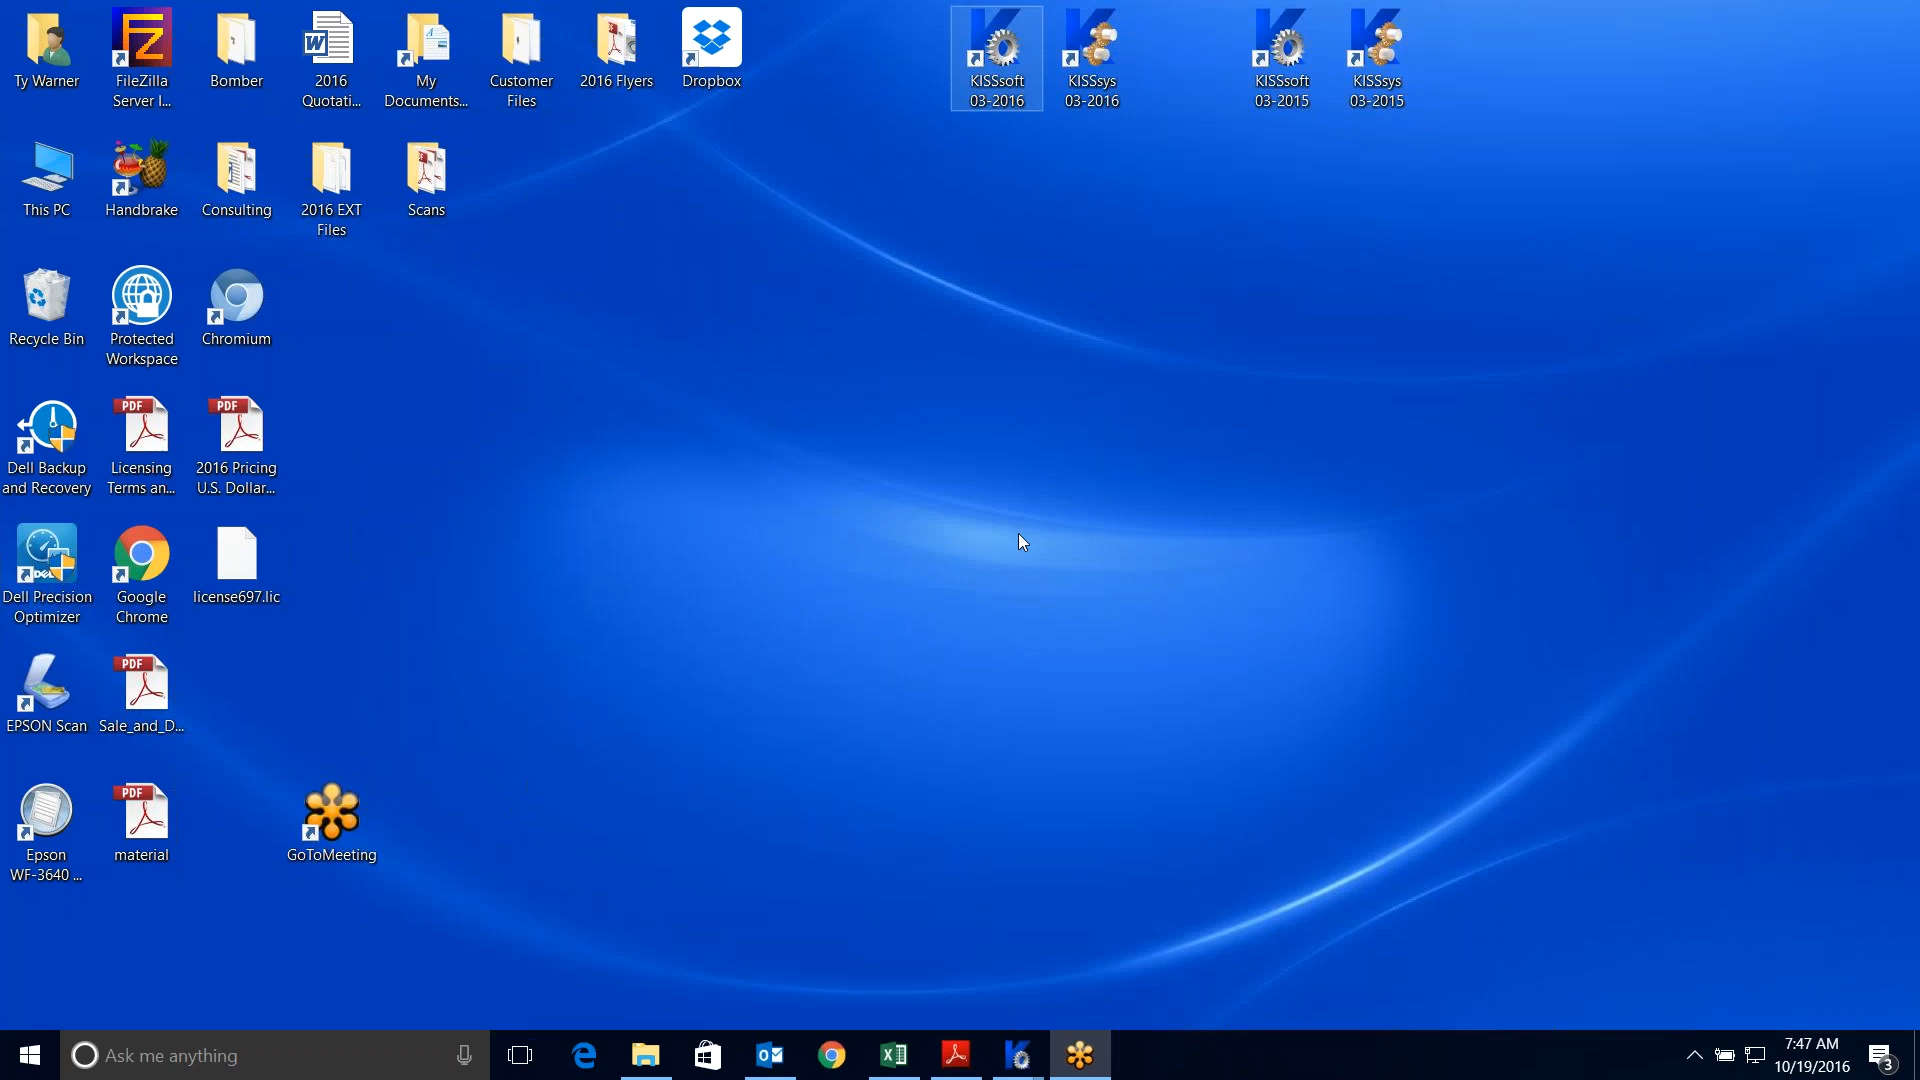 Ty Warner
FileZilla
Server I...
Bomber
2016
Quotati...
My
Documents...
Customer
Files
2016 Flyers
Dropbox
KISSsoft
03-2016
KISSsys
03-2016
KISSsoft
03-2015
KISSsys
03-2015
This PC
Handbrake
Consulting
2016 EXT
Files
Scans
Recycle Bin
Protected
Workspace
Chromium
Dell Backup
and Recovery
PDF
Licensing
Terms an...
PDF
2016 Pricing
U.S. Dollar...
Dell Precision
Optimizer
Google
Chrome
license697.lic
EPSON Scan
PDF
Sale_and_D...
Epson
WF-3640 ...
PDF
material
GoToMeeting
Ask me anything
7:47 AM
10/19/2016
3